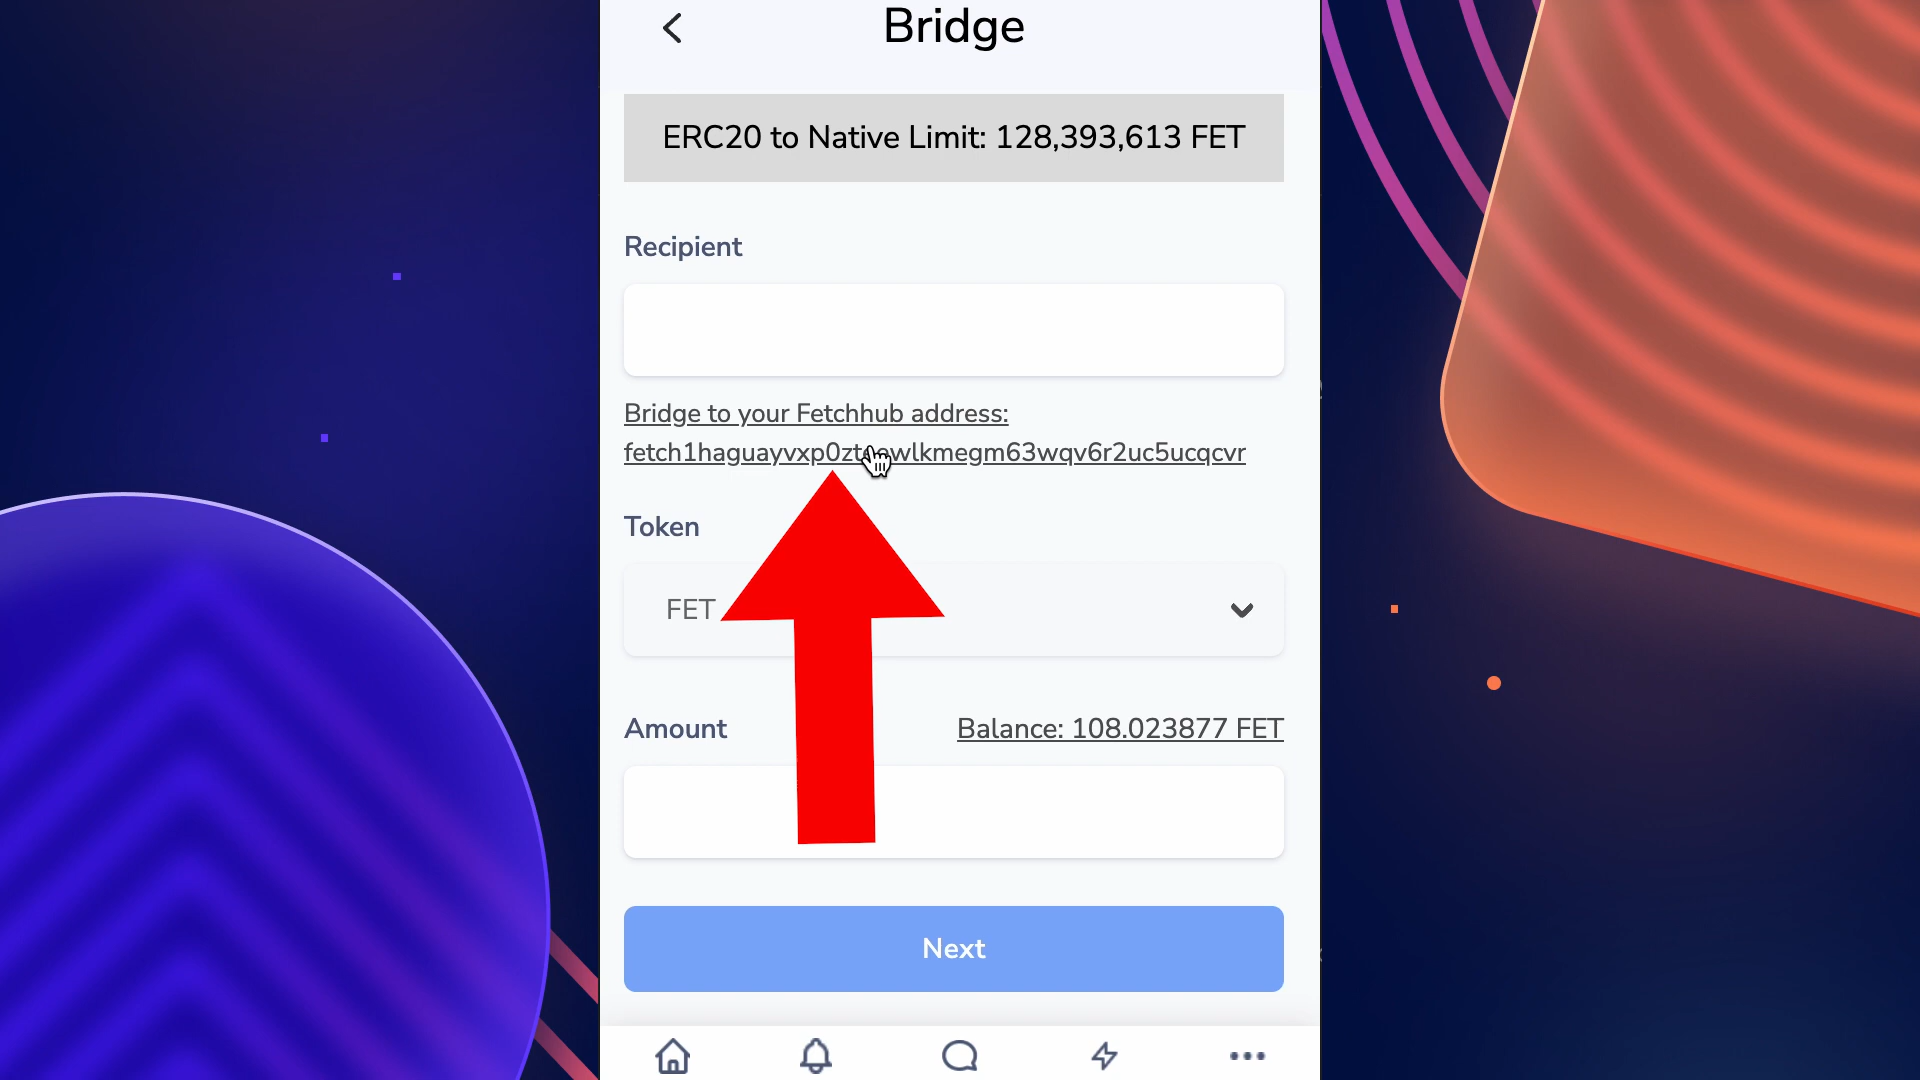 Bridge
ERC20 to Native Limit: 128,393,613 FET
Recipient
Bridge to your Fetchhub address:
Token
FET
Amount
Balance: 108.023877 FET
Next